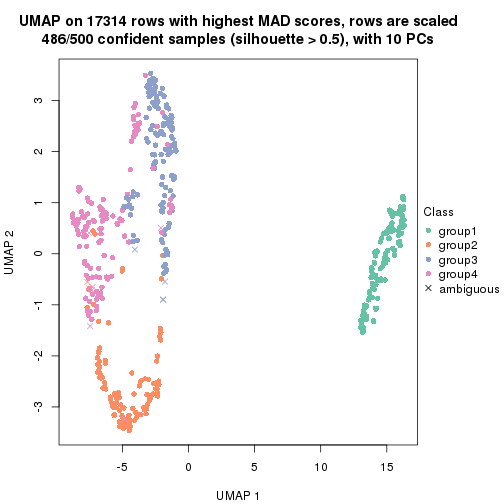 UMAP on 17314 rows with highest MAD scores, rows are scaled
486/500 confident samples (silhouette > 0.5), with 10 PCs
3
2
1
0
-1
-2
-3
UMAP 2
-5
0
5
10
15
UMAP 1
Class
group1
group2
group3
group4
ambiguous